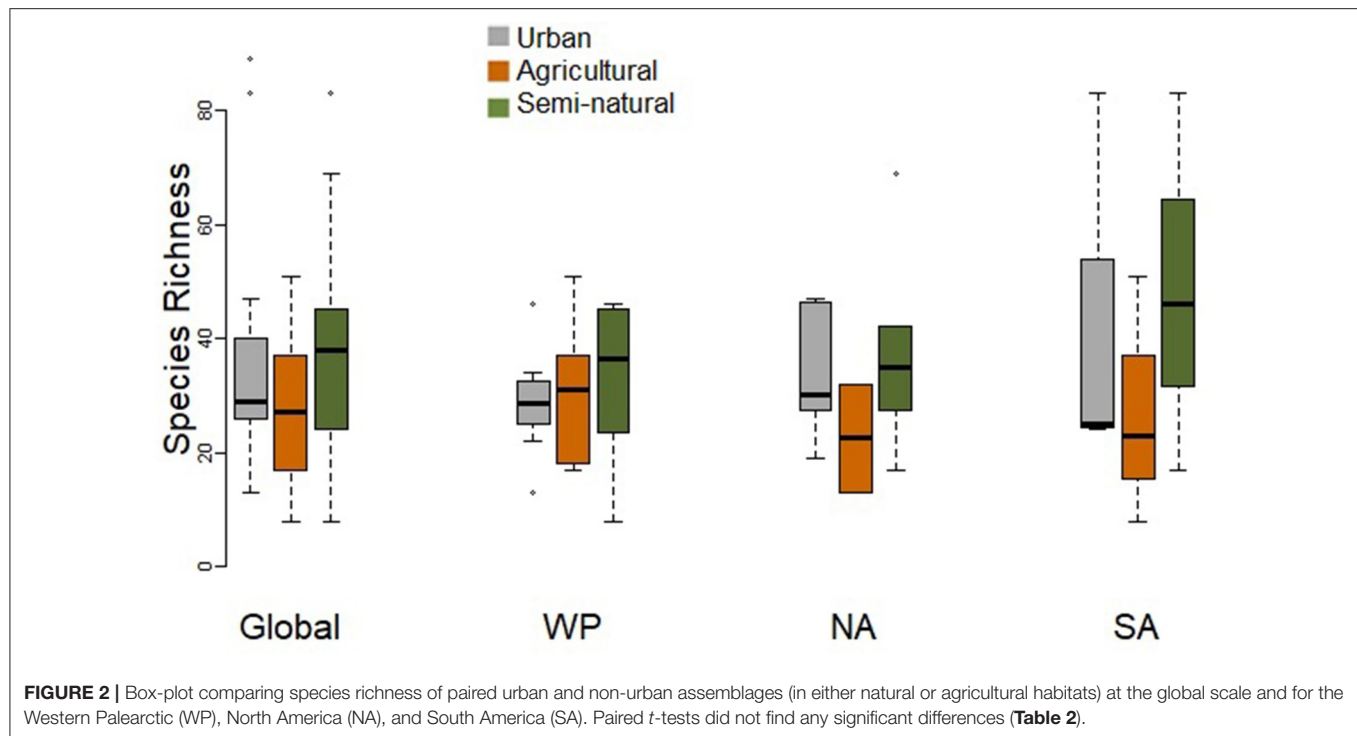 Urban
Agricultural
Semi-natural
Species Richness
80
60
40
20
0
Global WP NA SA
FIGURE 2 | Box-plot comparing species richness of paired urban and non-urban assemblages (in either natural or agricultural habitats) at the global scale and for the
Western Palearctic (WP), North America (NA), and South America (SA). Paired t-tests did not find any significant differences (Table 2).